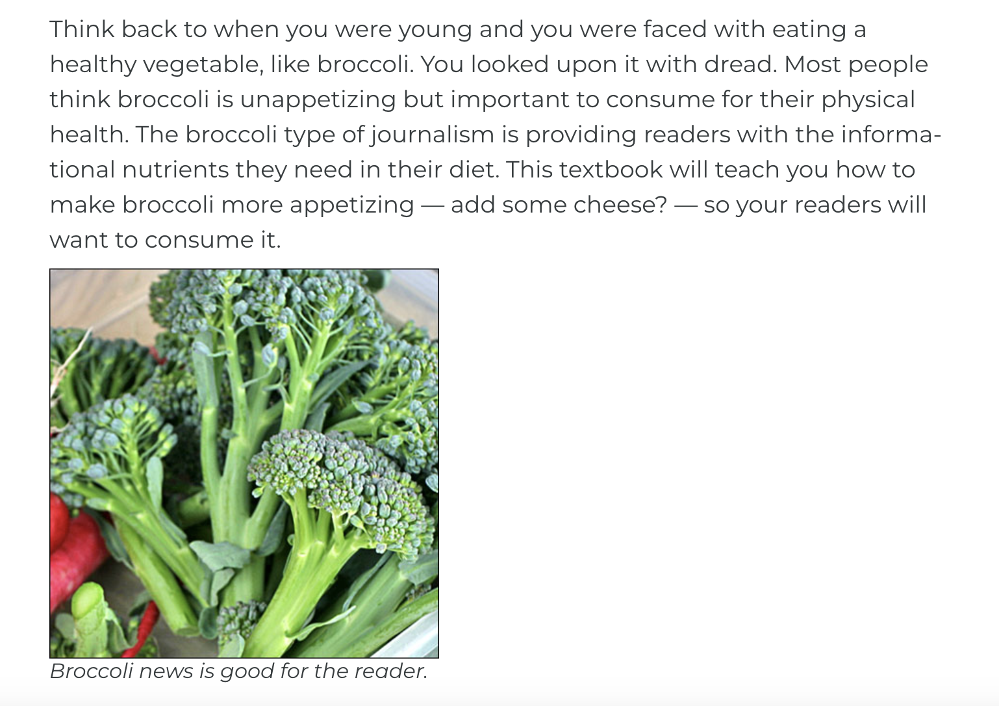 Think back to when you were young and you were faced with eating a
healthy vegetable, like broccoli. You looked upon it with dread. Most people
think broccoli is unappetizing but important to consume for their physical
health. The broccoli type of journalism is providing readers with the informa-
tional nutrients they need in their diet. This textbook will teach you how to
make broccoli more appetizing — add some cheese? — so your readers will
want to consume it.
Broccoli news is good for the reader.